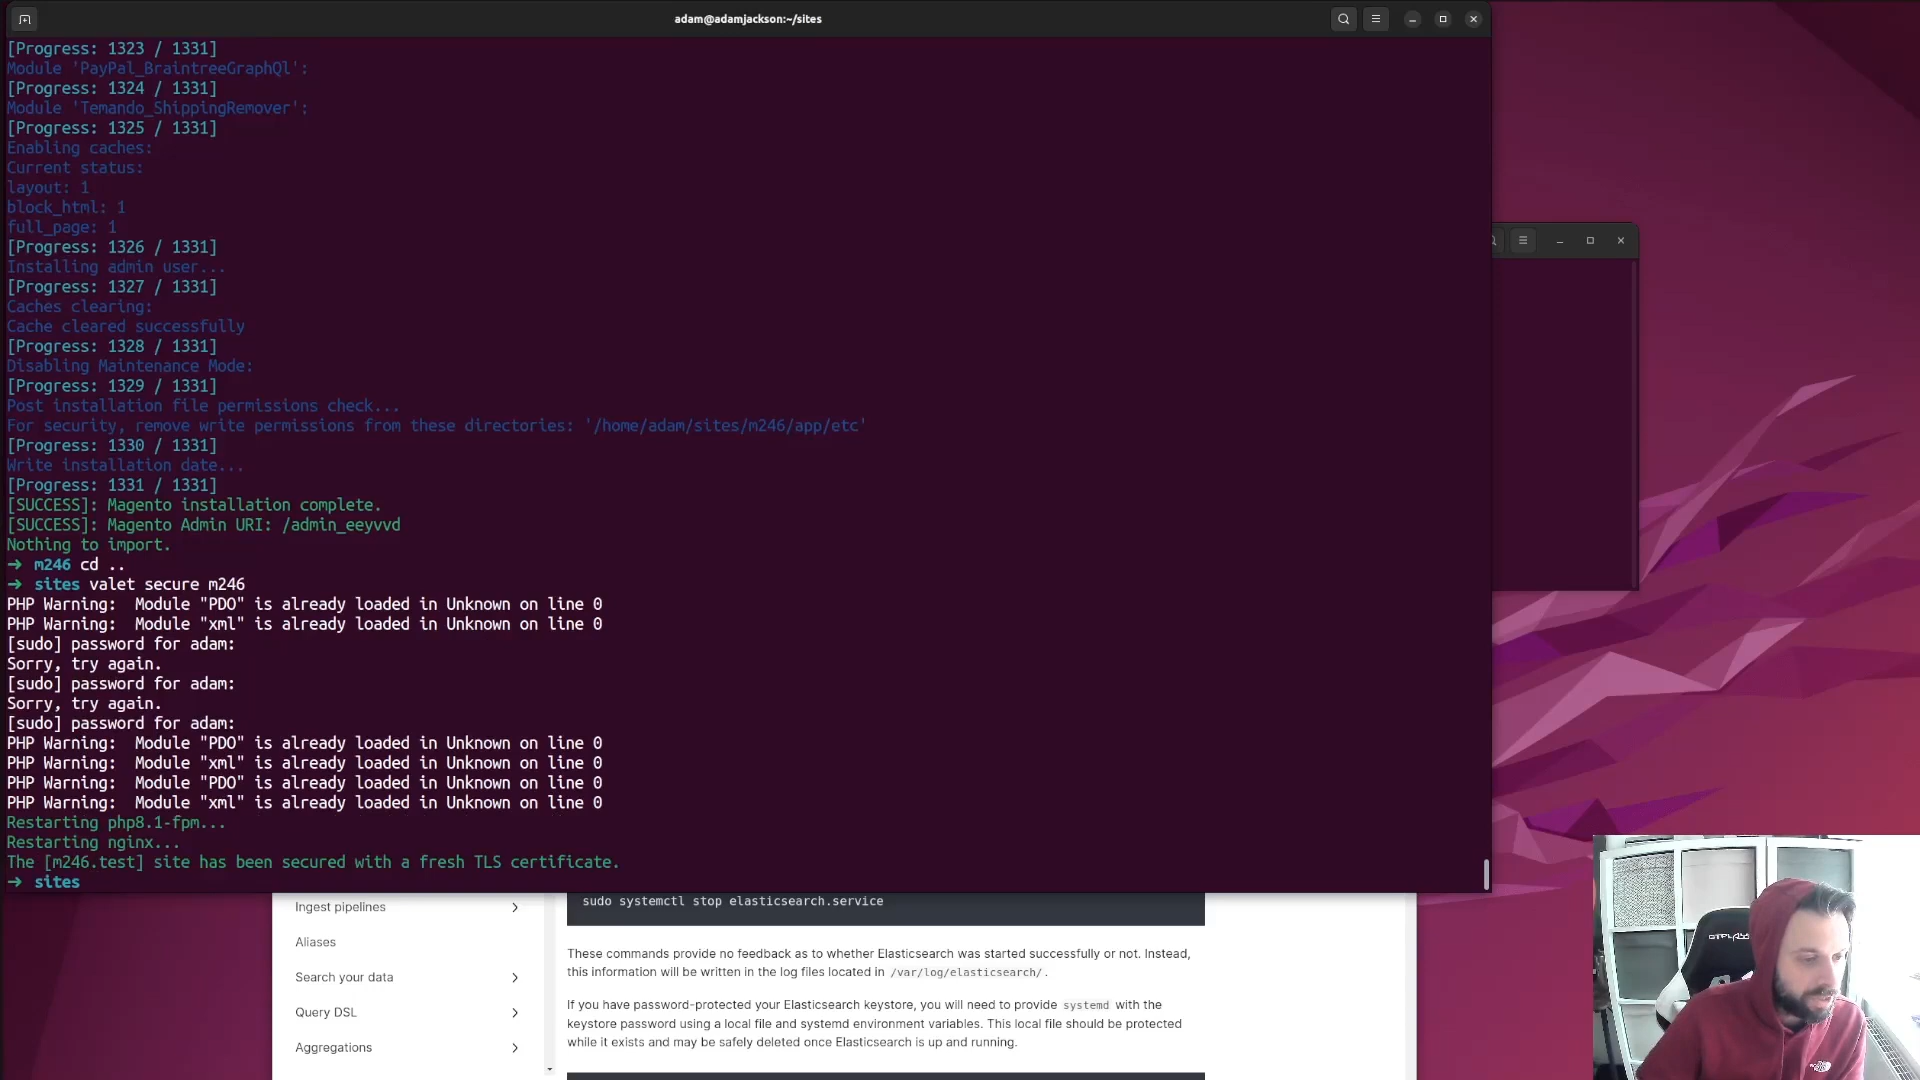 adam@adamjackson:~/sites
[Progress: 1323 / 1331]
Module 'PayPal_BraintreeGraphQl':
[Progress: 1324 / 1331]
Module 'Temando_ShippingRemover':
[Progress: 1325 / 1331]
Enabling caches:
Current status:
layout: 1
block_html: 1
full_page: 1
[Progress: 1326 / 1331]
Installing admin user...
[Progress: 1327 / 1331]
Caches clearing:
Cache cleared successfully
[Progress: 1328 / 1331]
Disabling Maintenance Mode:
[Progress: 1329 / 1331]
Post installation file permissions check...
For security, remove write permissions from these directories: '/home/adam/sites/m246/app/etc'
[Progress: 1330 / 1331]
Write installation date...
[Progress: 1331 / 1331]
[SUCCESS]: Magento installation complete.
[SUCCESS]: Magento Admin URI: /admin_eeyvvd
Nothing to import.
→ m246 cd ..
→ sites valet secure m246
PHP Warning:  Module "PDO" is already loaded in Unknown on line 0
PHP Warning:  Module "xml" is already loaded in Unknown on line 0
[sudo] password for adam:
Sorry, try again.
[sudo] password for adam:
Sorry, try again.
[sudo] password for adam:
PHP Warning:  Module "PDO" is already loaded in Unknown on line 0
PHP Warning:  Module "xml" is already loaded in Unknown on line 0
PHP Warning:  Module "PDO" is already loaded in Unknown on line 0
PHP Warning:  Module "xml" is already loaded in Unknown on line 0
Restarting php8.1-fpm...
Restarting nginx...
The [m246.test] site has been secured with a fresh TLS certificate.
→ sites
Ingest pipelines
Aliases
Search your data
Query DSL
Aggregations
sudo systemctl stop elasticsearch.service
These commands provide no feedback as to whether Elasticsearch was started successfully or not. Instead,
this information will be written in the log files located in /var/log/elasticsearch/.
If you have password-protected your Elasticsearch keystore, you will need to provide systemd with the
keystore password using a local file and systemd environment variables. This local file should be protected
while it exists and may be safely deleted once Elasticsearch is up and running.